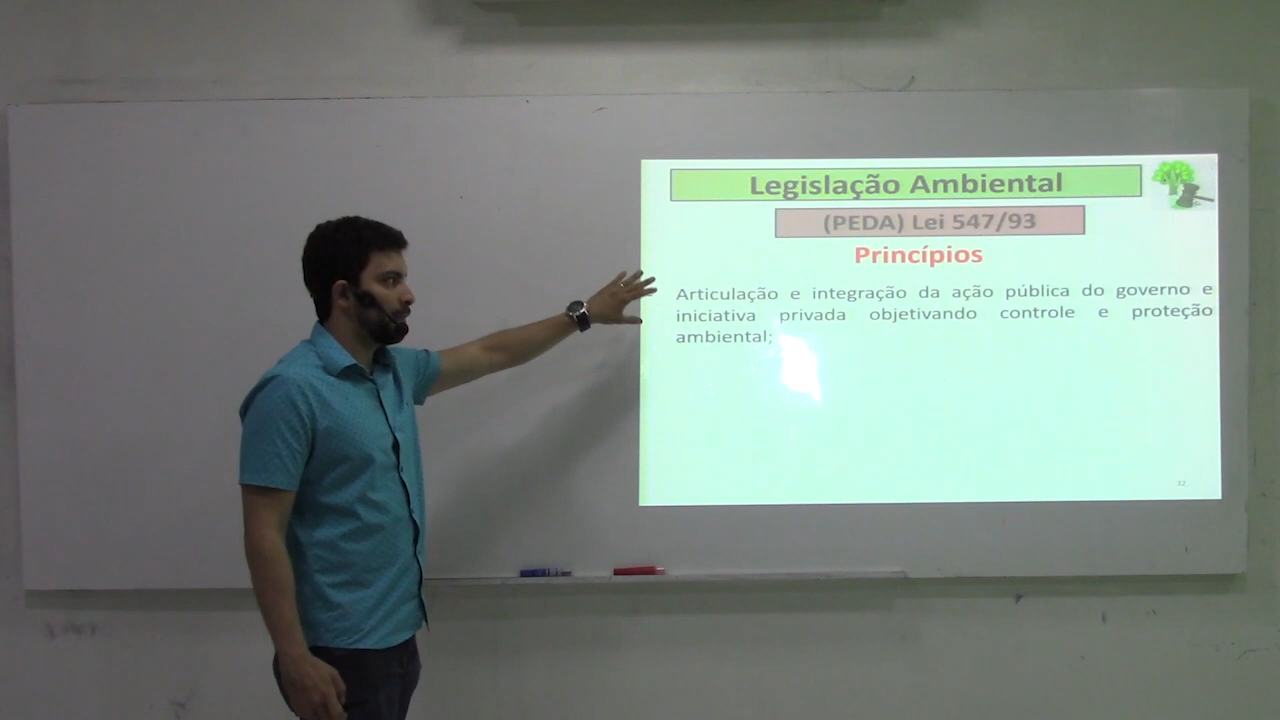 Legislação Ambiental
(PEDA) Lei 547/93
Princípios
Articulação e integração da ação pública do governo e
iniciativa privada objetivando controle e proteção
ambiental;
32